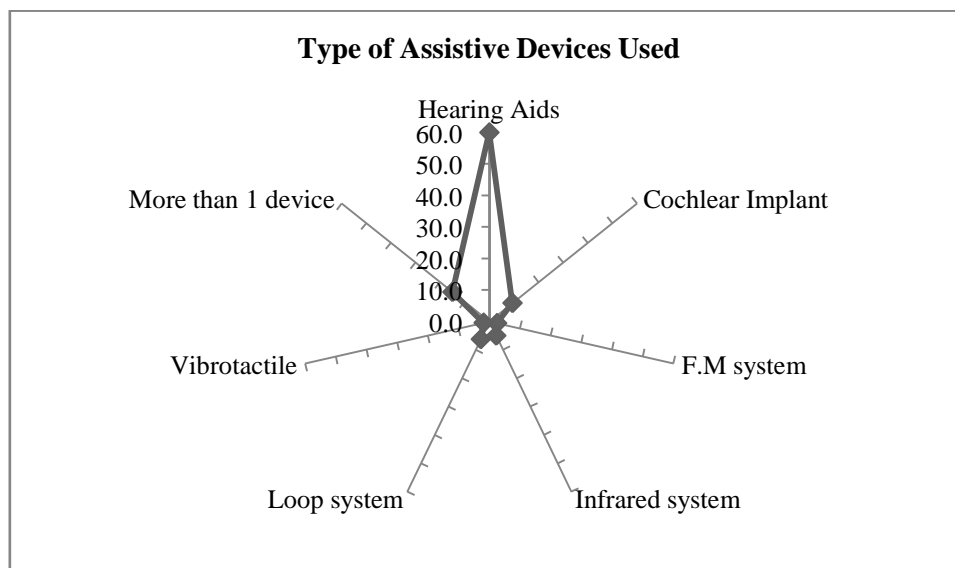 Type of Assistive Devices Used
Hearing Aids
60.0
50.0
More than 1 device
Cochlear Implant
40.0
30.0
20.0
10.0
0.0
Vibrotactile
F.M system
Loop system
Infrared system